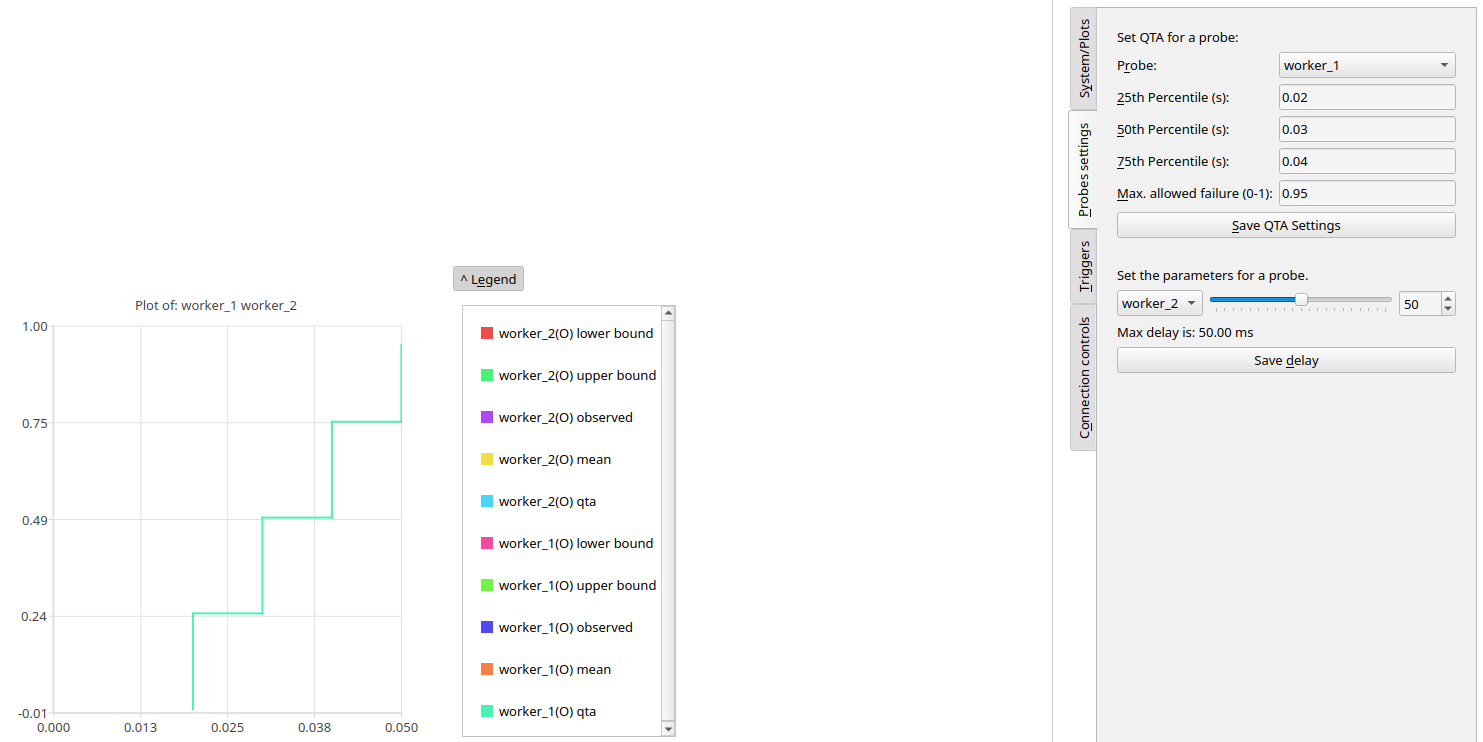 ^ Legend
Plot of: worker_1 worker_2
1.00
0.75
0.49
0.24
-0.01
0.000 0.013 0.025 0.038 0.050
worker_2(O) lower bound
worker_2(O) upper bound
worker_2(O) observed
worker_2(O) mean
worker_2(O) qta
worker_1(O) lower bound
worker_1(O) upper bound
worker_1(O) observed
worker_1(O) mean
worker_1(O) qta
System/Plots
Probes settings
Triggers
Connection controls
Set QTA for a probe:
Probe: worker_1
25th Percentile (s): 0.02
50th Percentile (s): 0.03
75th Percentile (s): 0.04
Max. allowed failure (0-1): 0.95
Save QTA Settings
Set the parameters for a probe.
worker_2 50
Max delay is: 50.00 ms
Save delay